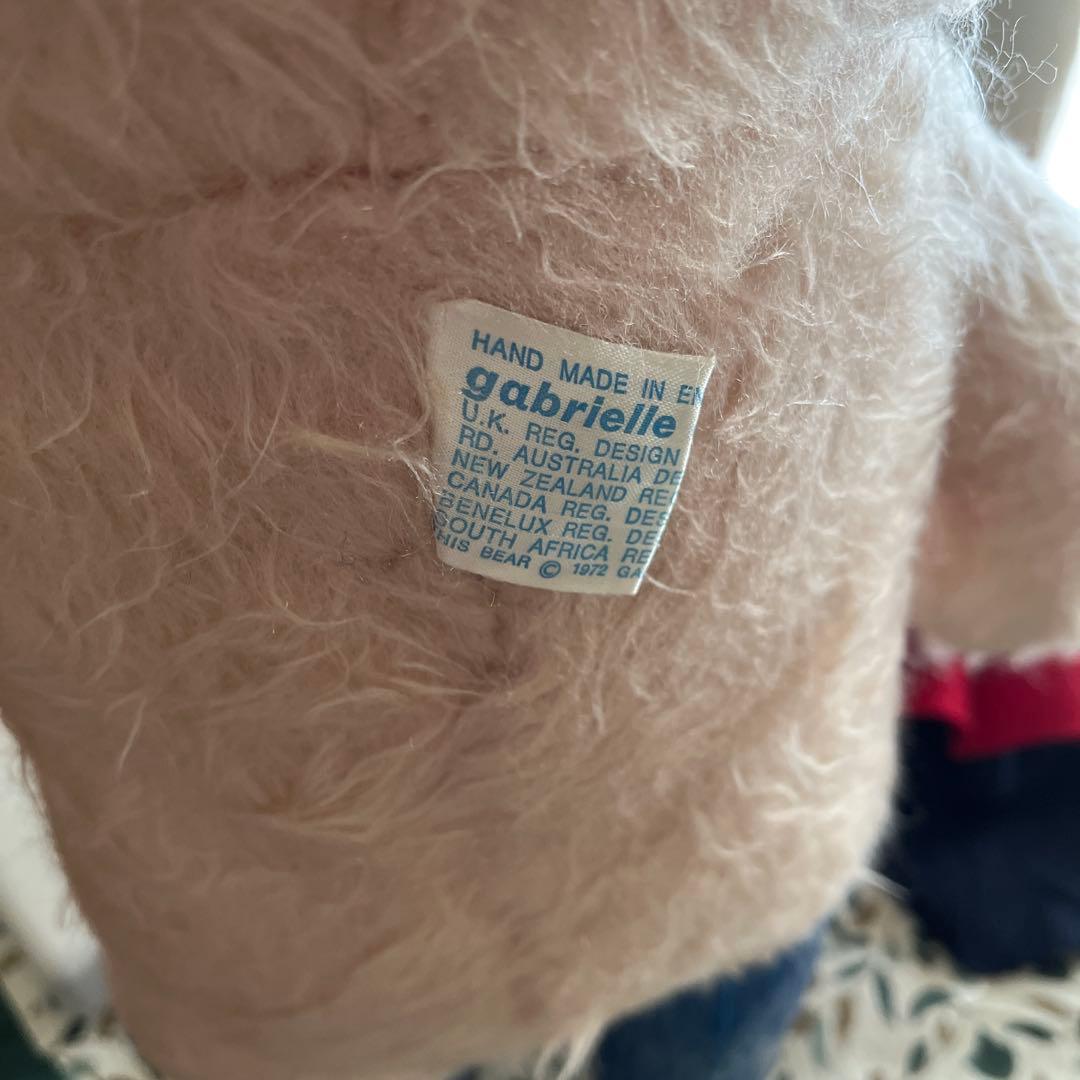 HAND MADE IN EN
gabrielle
U.K. REG. DESIGN
RD. AUSTRALIA DE
NEW ZEALAND RE
CANADA REG. DES
BENELUX REG. DE
SOUTH AFRICA RE
HIS BEAR © 1972 GA